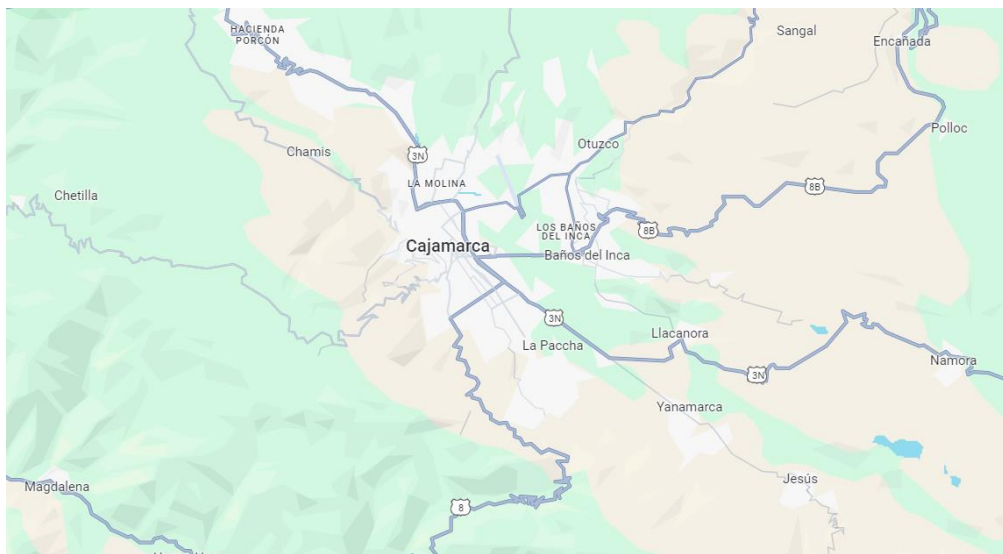 HACIENDA
PORCÓN
Sangal
Encañada
Polloc
Otuzco
3N
Chamis
LA MOLINA
8B
Chetilla
LOS BAÑOS
DEL INCA
8B
Cajamarca
Baños del Inca
3N
Llacanora
La Paccha
Namora
3N
Yanamarca
Jesús
Magdalena
8